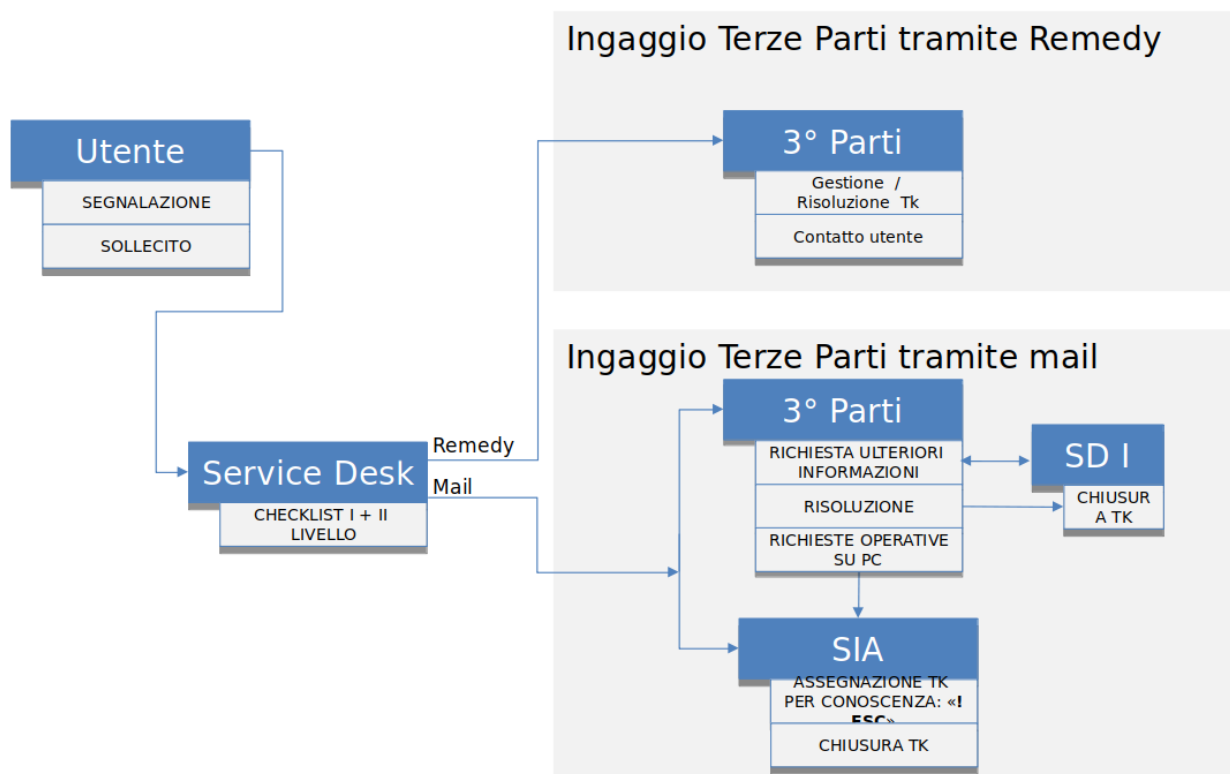 Ingaggio Terze Parti tramite Remedy
Utente
SEGNALAZIONE
SOLLECITO
3° Parti
Gestione / 
Risoluzione Tk
Contatto utente
Ingaggio Terze Parti tramite mail
Service Desk
CHECKLIST I + II
LIVELLO
Remedy
Mail
3° Parti
RICHIESTA ULTERIORI
INFORMAZIONI
RISOLUZIONE
RICHIESTE OPERATIVE
SU PC
SD I
CHIUSUR
A TK
SIA
ASSEGNAZIONE TK
PER CONOSCENZA: «!
ESC»
CHIUSURA TK